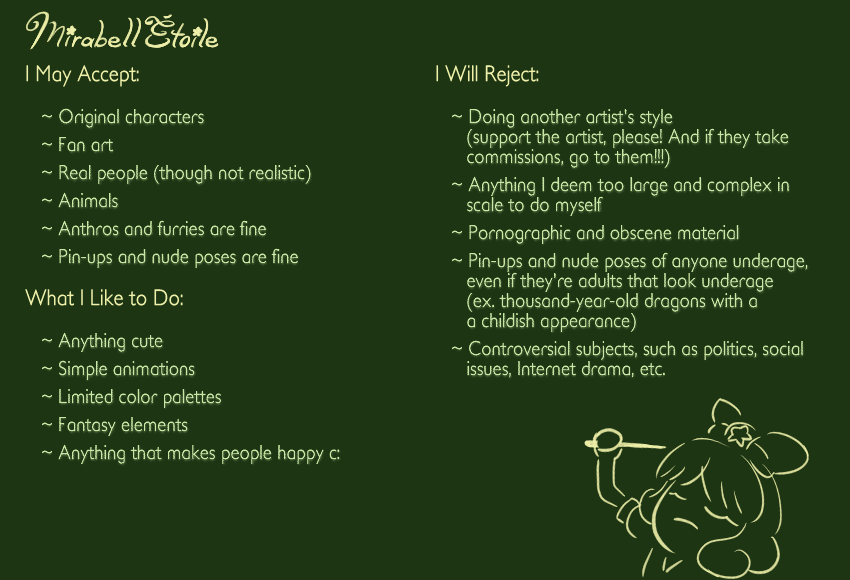 Mirabell Étoile
I May Accept:
~ Original characters
~ Fan art
~ Real people (though not realistic)
~ Animals
~ Anthros and furries are fine
~ Pin-ups and nude poses are fine
What I Like to Do:
~ Anything cute
~ Simple animations
~ Limited color palettes
~ Fantasy elements
~ Anything that makes people happy c:
I Will Reject:
~ Doing another artist's style
(support the artist, please! And if they take
commissions, go to them!!!)
~ Anything I deem too large and complex in
scale to do myself
~ Pornographic and obscene material
~ Pin-ups and nude poses of anyone underage,
even if they're adults that look underage
(ex. thousand-year-old dragons with a
a childish appearance)
~ Controversial subjects, such as politics, social
issues, Internet drama, etc.